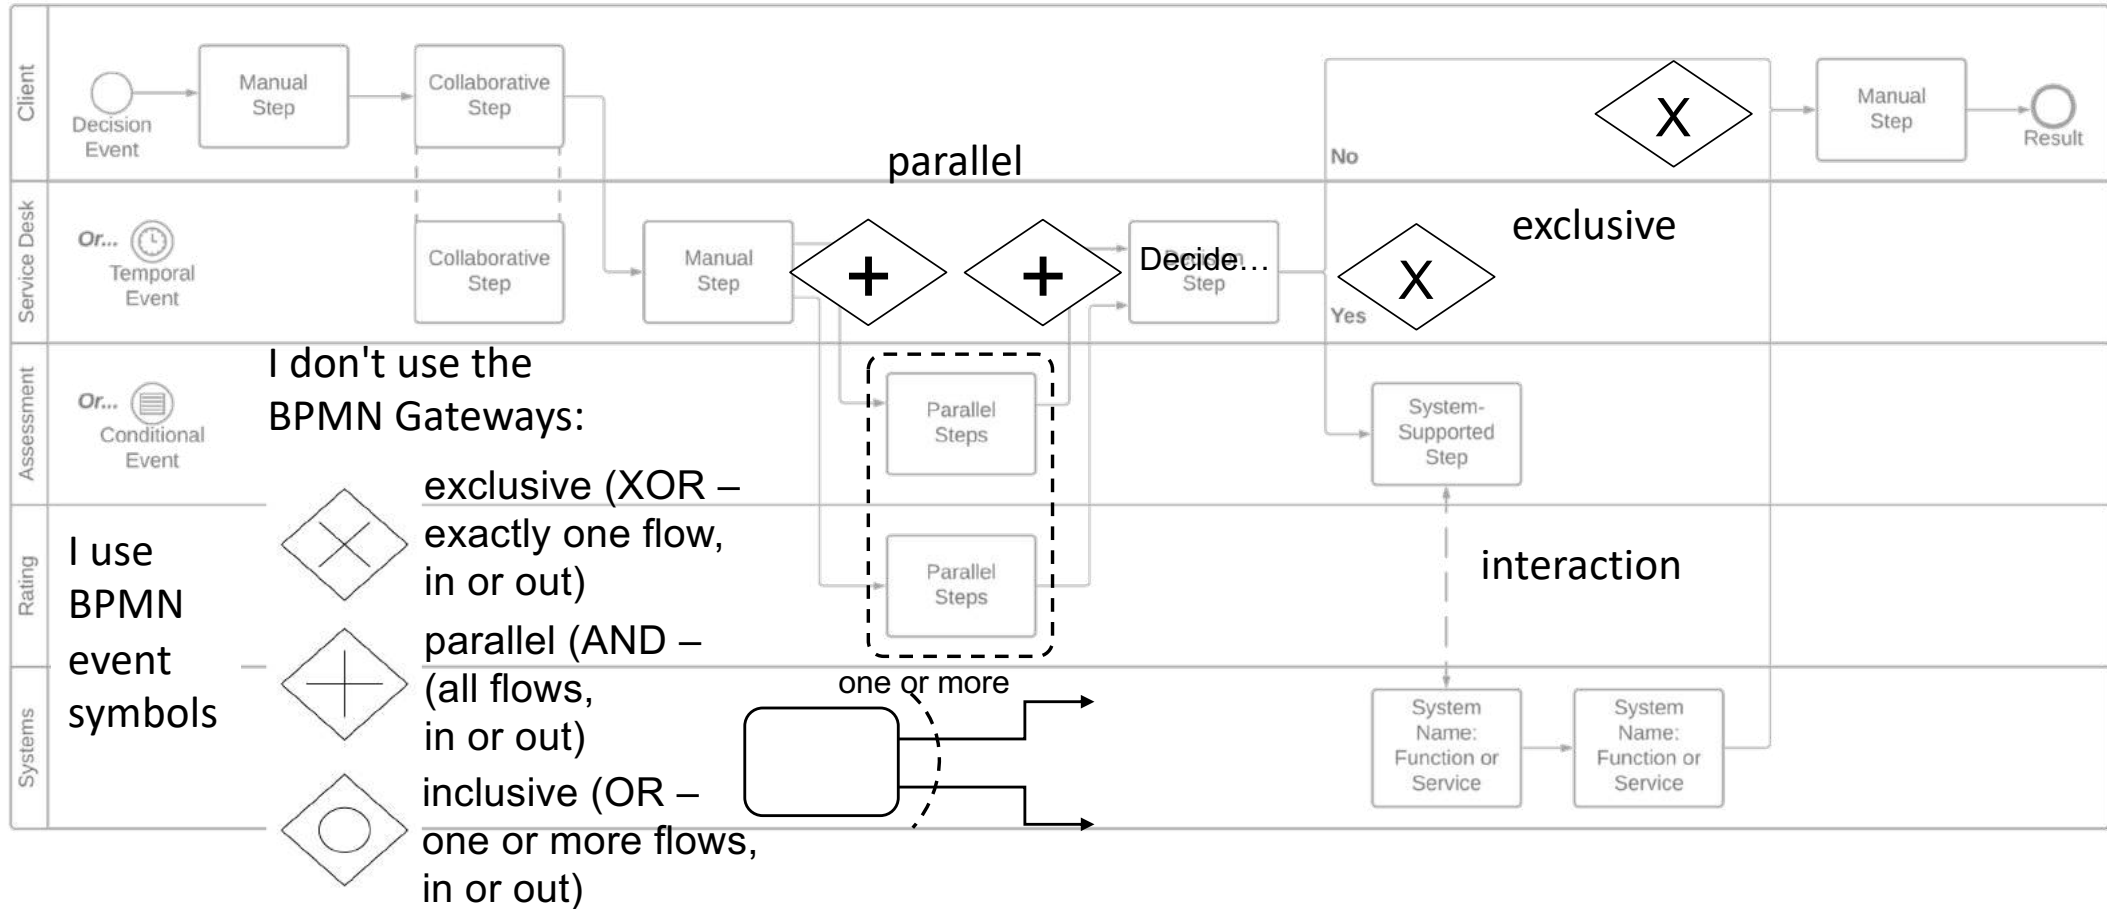 Client
Decision
Event
Manual
Step
Collaborative
Step
parallel
No
X
Manual
Step
Result
Service Desk
Or...
Temporal
Event
Collaborative
Step
Manual
Step
+
+
Decide...
Step
Yes
X
exclusive
Assessment
Or...
Conditional
Event
I don't use the
BPMN Gateways:
Parallel
Steps
System-
Supported
Step
exclusive (XOR –
exactly one flow,
in or out)
Rating
I use
BPMN
event
symbols
Parallel
Steps
interaction
parallel (AND –
(all flows,
in or out)
Systems
one or more
System
Name:
Function or
Service
System
Name:
Function or
Service
inclusive (OR –
one or more flows,
in or out)